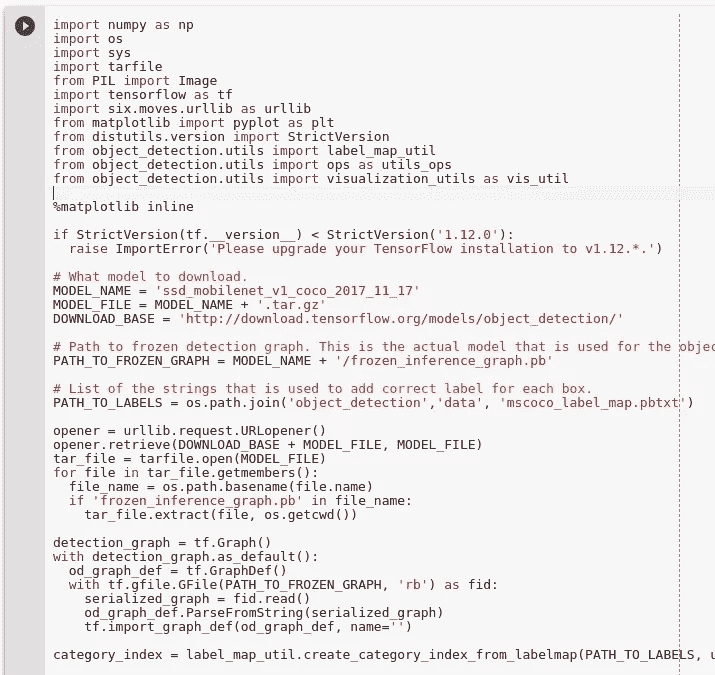 import numpy as np
import os
import sys
import tarfile
from PIL import Image
import tensorflow as tf
import six.moves.urllib as urllib
from matplotlib import pyplot as plt
from distutils.version import StrictVersion
from object_detection.utils import label_map_util
from object_detection.utils import ops as utils_ops
from object_detection.utils import visualization_utils as vis_util
%matplotlib inline
if StrictVersion(tf.__version__) < StrictVersion('1.12.0'):
  raise ImportError('Please upgrade your TensorFlow installation to v1.12.*.')
# What model to download.
MODEL_NAME = 'ssd_mobilenet_v1_coco_2017_11_17'
MODEL_FILE = MODEL_NAME + '.tar.gz'
DOWNLOAD_BASE = 'http://download.tensorflow.org/models/object_detection/'
# Path to frozen detection graph. This is the actual model that is used for the objec
PATH_TO_FROZEN_GRAPH = MODEL_NAME + '/frozen_inference_graph.pb'
# List of the strings that is used to add correct label for each box.
PATH_TO_LABELS = os.path.join('object_detection','data', 'mscoco_label_map.pbtxt')
opener = urllib.request.URLopener()
opener.retrieve(DOWNLOAD_BASE + MODEL_FILE, MODEL_FILE)
tar_file = tarfile.open(MODEL_FILE)
for file in tar_file.getmembers():
  file_name = os.path.basename(file.name)
  if 'frozen_inference_graph.pb' in file_name:
    tar_file.extract(file, os.getcwd())
detection_graph = tf.Graph()
with detection_graph.as_default():
  od_graph_def = tf.GraphDef()
  with tf.gfile.GFile(PATH_TO_FROZEN_GRAPH, 'rb') as fid:
    serialized_graph = fid.read()
    od_graph_def.ParseFromString(serialized_graph)
    tf.import_graph_def(od_graph_def, name='')
category_index = label_map_util.create_category_index_from_labelmap(PATH_TO_LABELS, u